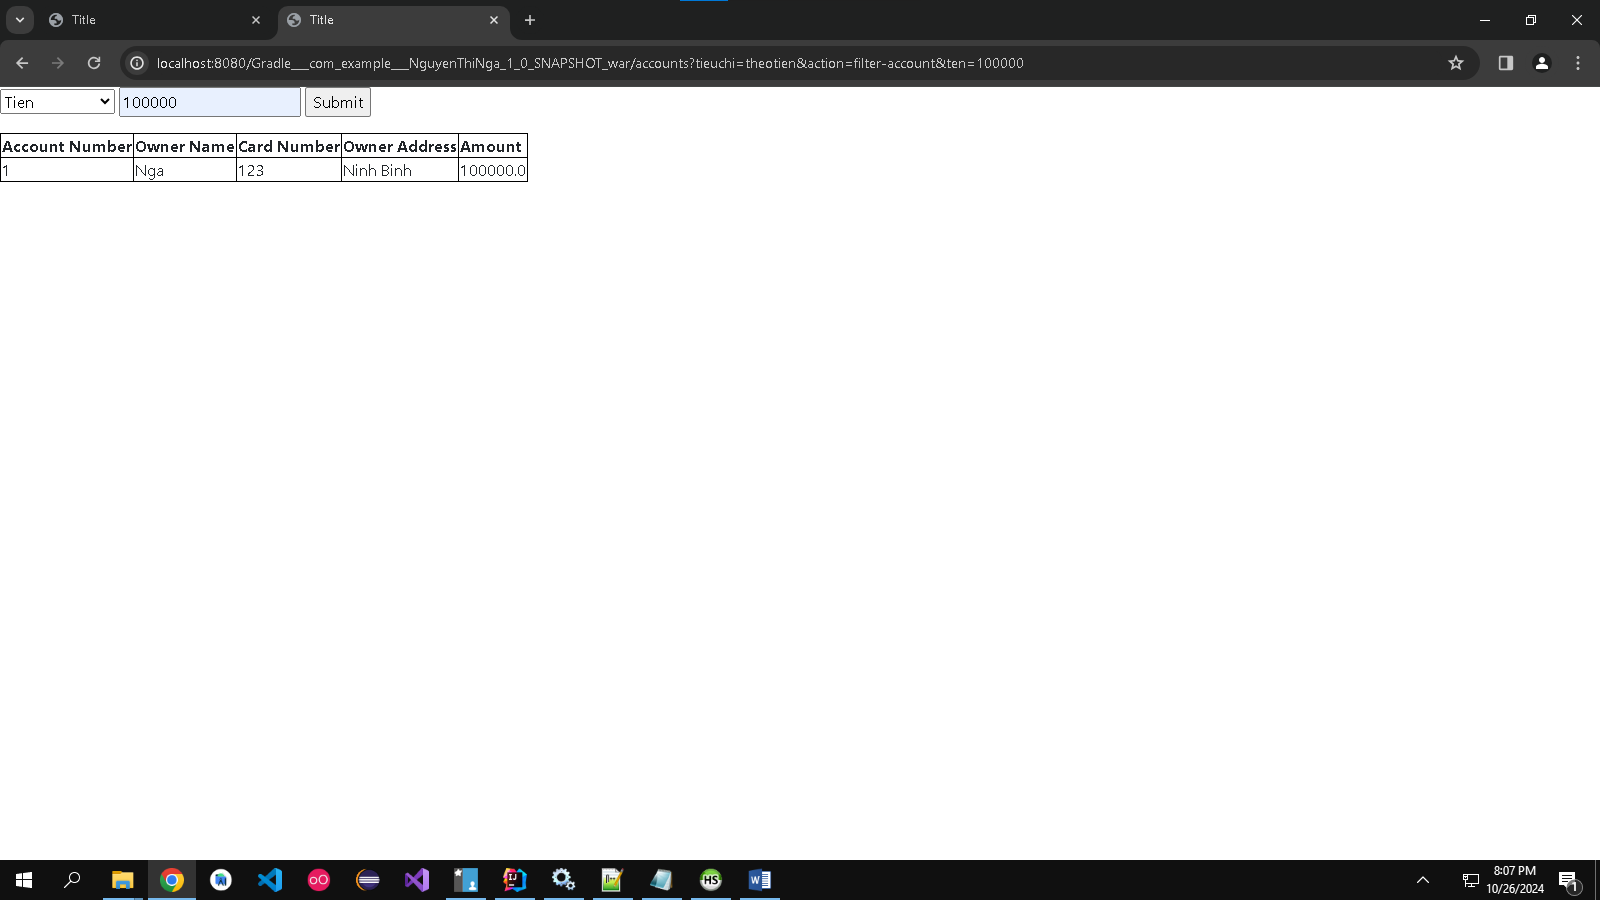 Title
Title
localhost:8080/Gradle___com_example___NguyenThiNga_1_0_SNAPSHOT_war/accounts?tieuchi=theotien&action=filter-account&ten=100000
Tien 100000 Submit
Account Number Owner Name Card Number Owner Address Amount
1 Nga 123 Ninh Binh 100000.0
8:07 PM
10/26/2024
1